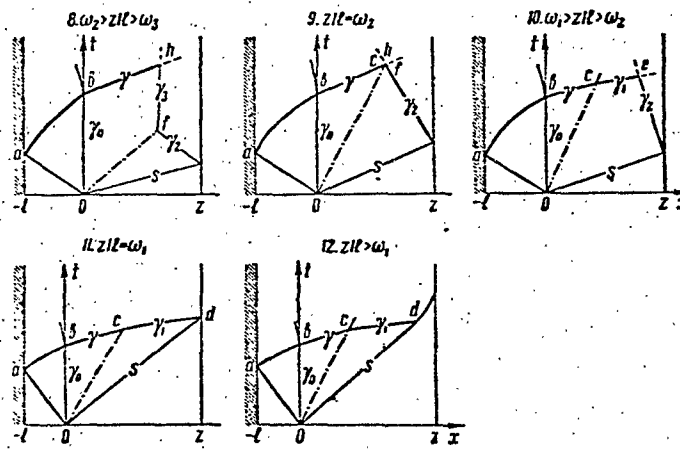 8. ω₂>z/l>ω₃
9. z/l=ω₂
10. ω₁>z/l>ω₂
t
h
в
γ
γ₃
γ₀
f
γ₂
a
S
-l
0
z
t
h
c
f
в
γ
γ₂
γ₀
a
S
-l
0
z
t
c
e
в
γ
γ₁
γ₂
γ₀
a
S
-l
0
z
11. z/l=ω₁
12. z/l>ω₁
t
в
γ
c
γ₁
d
a
γ₀
S
-l
0
z
t
в
γ
c
γ₁
d
a
γ₀
S
-l
0
z
x